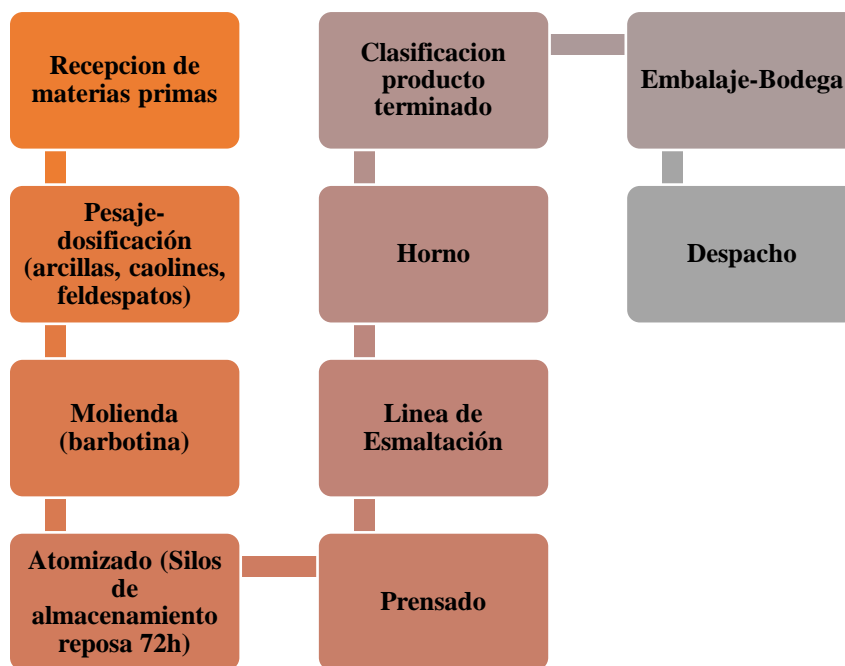 Recepcion de
materias primas
Pesaje-
dosificación
(arcillas, caolines,
feldespatos)
Molienda
(barbotina)
Atomizado (Silos
de
almacenamiento
reposa 72h)
Prensado
Linea de
Esmaltación
Horno
Clasificacion
producto
terminado
Embalaje-Bodega
Despacho